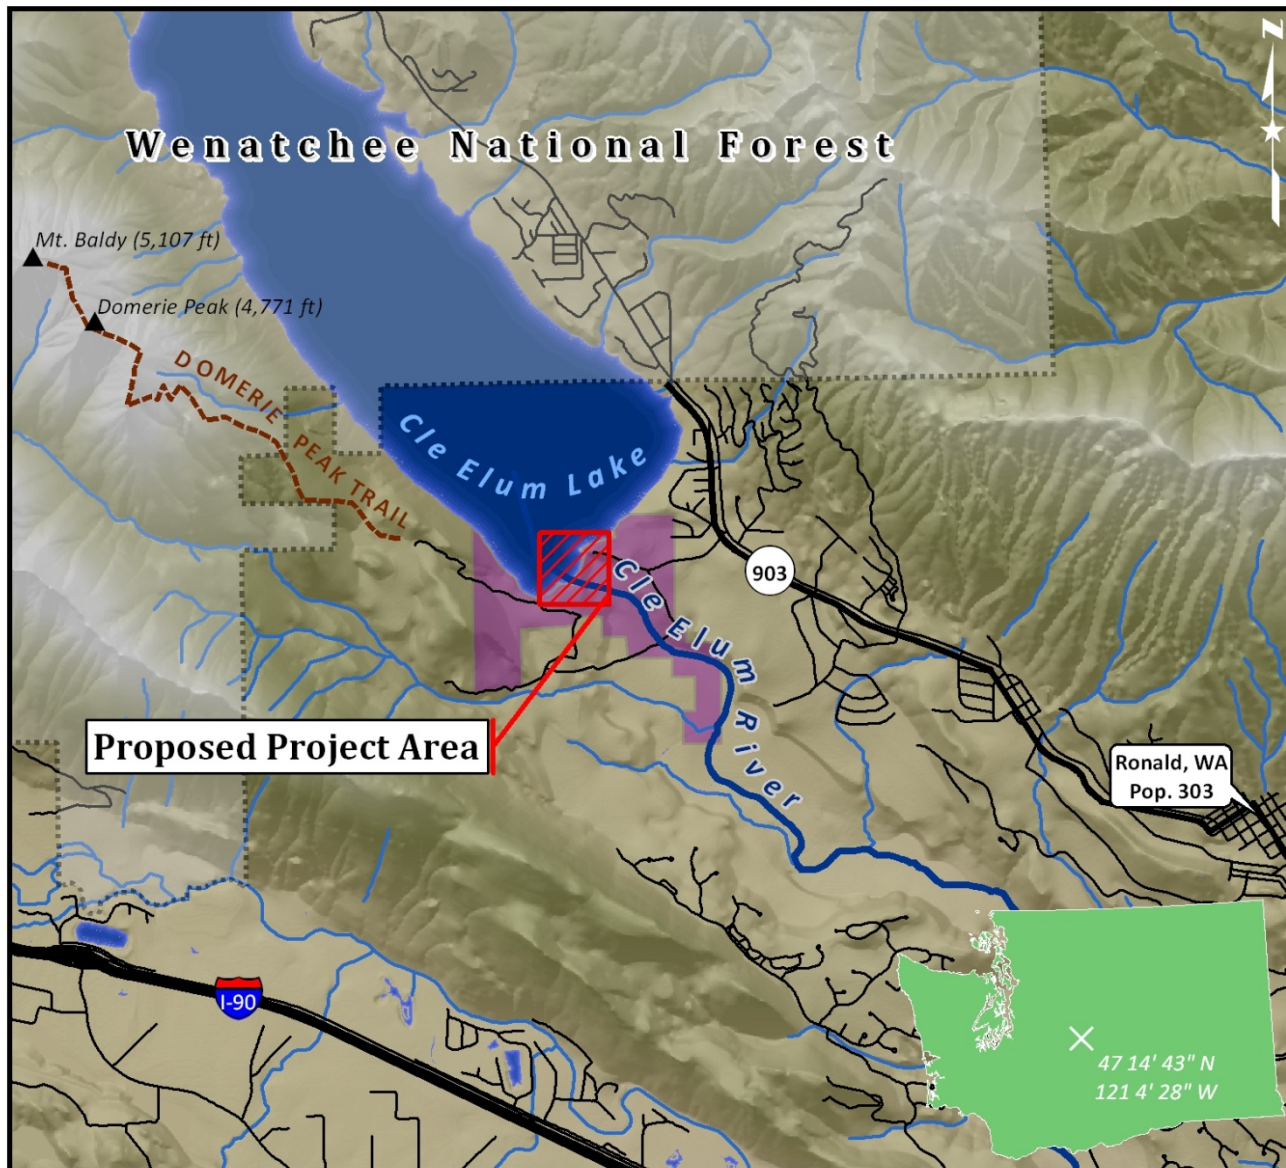 N
Wenatchee National Forest
Mt. Baldy (5,107 ft)
Domerie Peak (4,771 ft)
DOMERIE PEAK TRAIL
Cle Elum Lake
903
Cle Elum River
Proposed Project Area
Ronald, WA
Pop. 303
I-90
47 14' 43" N
121 4' 28" W